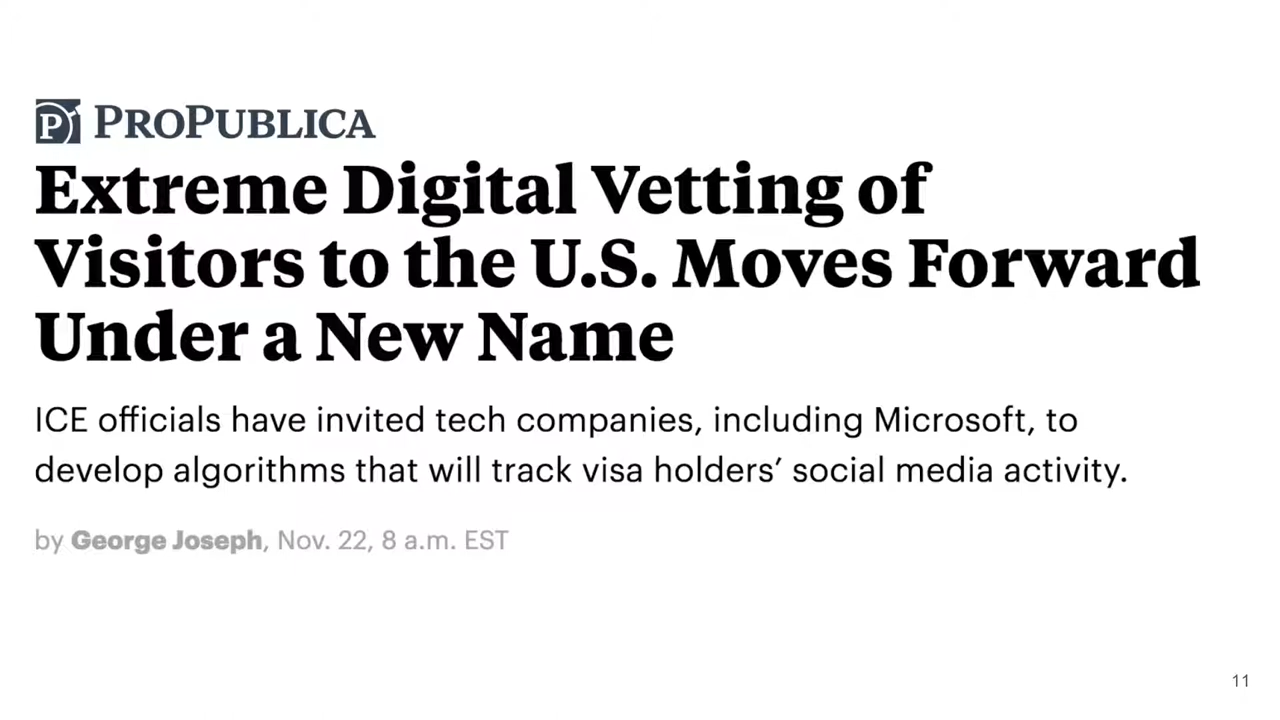 PROPUBLICA
Extreme Digital Vetting of
Visitors to the U.S. Moves Forward
Under a New Name
ICE officials have invited tech companies, including Microsoft, to
develop algorithms that will track visa holders’ social media activity.
by George Joseph, Nov. 22, 8 a.m. EST
11